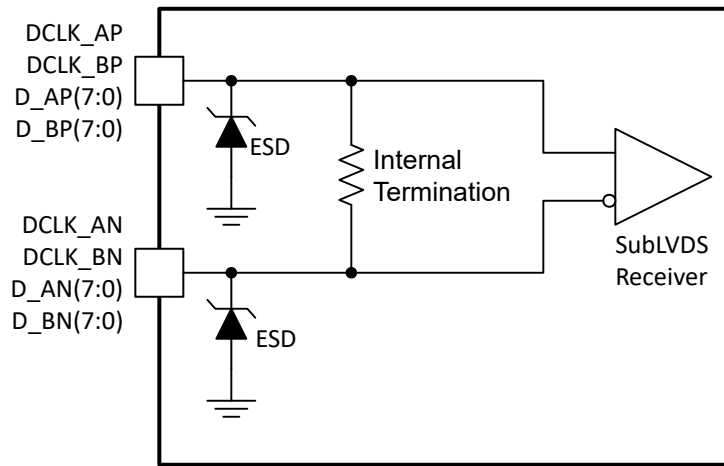 DCLK_AP
DCLK_BP
D_AP(7:0)
D_BP(7:0)
ESD
Internal
Termination
SubLVDS
Receiver
DCLK_AN
DCLK_BN
D_AN(7:0)
D_BN(7:0)
ESD